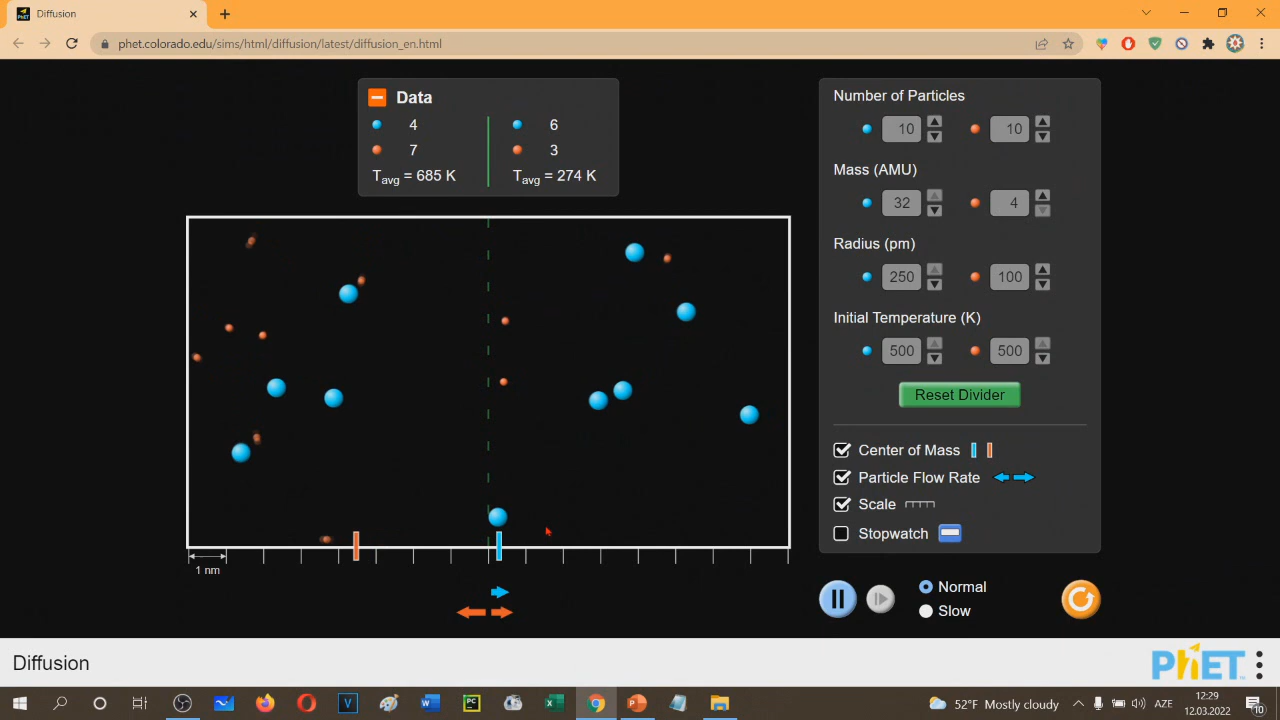 Diffusion
phet.colorado.edu/sims/html/diffusion/latest/diffusion_en.html
Data
4 6
7 3
Tavg = 685 K Tavg = 274 K
1 nm
Number of Particles
10 10
Mass (AMU)
32 4
Radius (pm)
250 100
Initial Temperature (K)
500 500
Reset Divider
Center of Mass
Particle Flow Rate
Scale
Stopwatch
Normal
Slow
Diffusion
PhET
52°F Mostly cloudy
AZE
12:29
12.03.2022
10